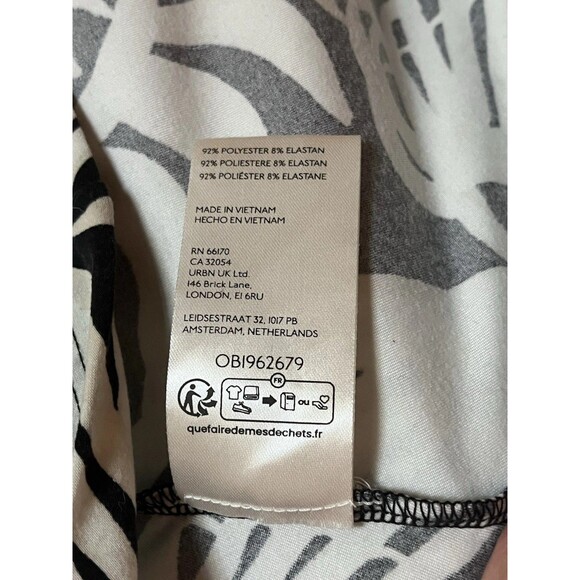 92% POLYESTER 8% ELASTAN
92% POLIESTERE 8% ELASTAN
92% POLIÉSTER 8% ELASTANE
MADE IN VIETNAM
HECHO EN VIETNAM
RN 66170
CA 32054
URBN UK Ltd.
146 Brick Lane,
LONDON, E1 6RU
LEIDSESTRAAT 32, 1017 PB
AMSTERDAM, NETHERLANDS
OB1962679
FR
ou
quefairedemesdechets.fr